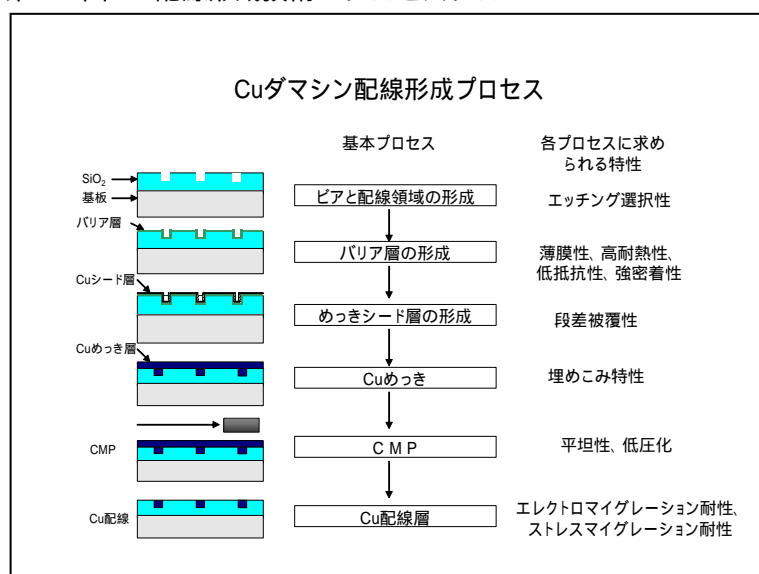 Cuダマシン配線形成プロセス
基本プロセス
各プロセスに求め
られる特性
SiO2
基板
ビアと配線領域の形成
エッチング選択性
バリア層
バリア層の形成
薄膜性、高耐熱性、
低抵抗性、強密着性
Cuシード層
めっきシード層の形成
段差被覆性
Cuめっき層
Cuめっき
埋めこみ特性
CMP
CMP
平坦性、低圧化
Cu配線
Cu配線層
エレクトロマイグレーション耐性、
ストレスマイグレーション耐性